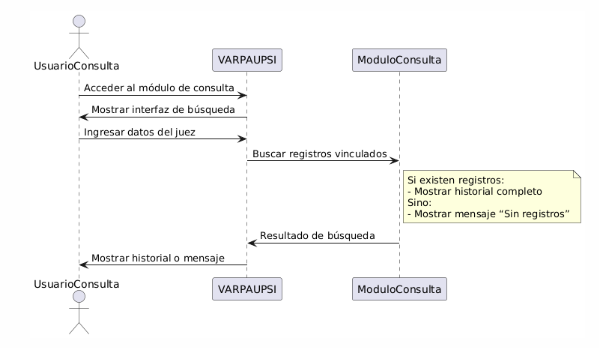 UsuarioConsulta
VARPAUPSI
ModuloConsulta
Acceder al módulo de consulta
Mostrar interfaz de búsqueda
Ingresar datos del juez
Buscar registros vinculados
Si existen registros:
- Mostrar historial completo
Sino:
- Mostrar mensaje “Sin registros”
Resultado de búsqueda
Mostrar historial o mensaje
UsuarioConsulta
VARPAUPSI
ModuloConsulta